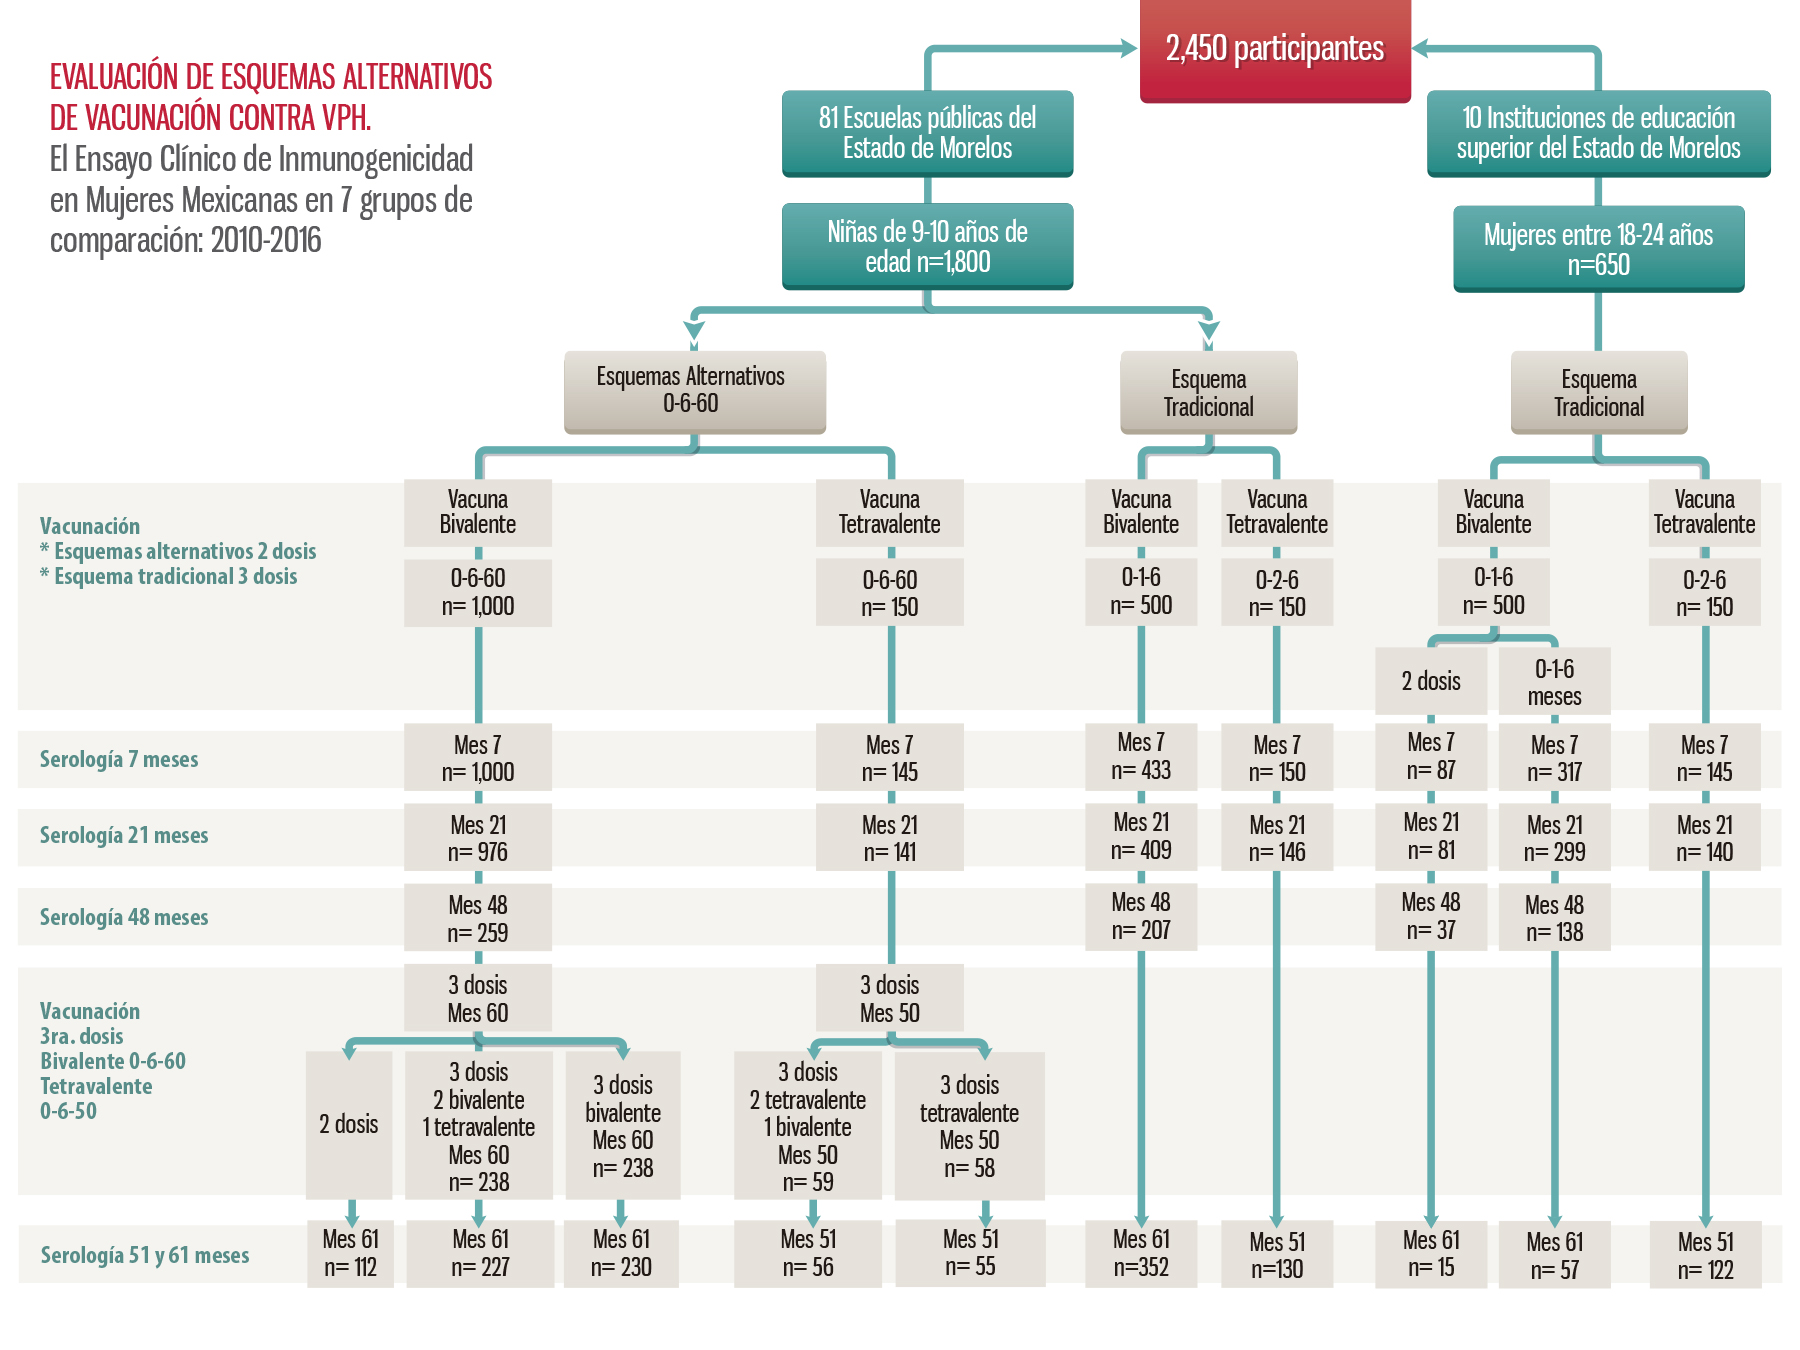 EVALUACIÓN DE ESQUEMAS ALTERNATIVOS
DE VACUNACIÓN CONTRA VPH.
El Ensayo Clínico de Inmunogenicidad
en Mujeres Mexicanas en 7 grupos de
comparación: 2010-2016
2,450 participantes
81 Escuelas públicas del
Estado de Morelos
10 Instituciones de educación
superior del Estado de Morelos
Niñas de 9-10 años de
edad n=1,800
Mujeres entre 18-24 años
n=650
Esquemas Alternativos
0-6-60
Esquema
Tradicional
Esquema
Tradicional
Vacunación
* Esquemas alternativos 2 dosis
* Esquema tradicional 3 dosis
Vacuna
Bivalente
Vacuna
Tetravalente
Vacuna
Bivalente
Vacuna
Tetravalente
Vacuna
Bivalente
Vacuna
Tetravalente
0-6-60
n= 1,000
0-6-60
n= 150
0-1-6
n= 500
0-2-6
n= 150
0-1-6
n= 500
0-2-6
n= 150
2 dosis
0-1-6
meses
Serología 7 meses
Mes 7
n= 1,000
Mes 7
n= 145
Mes 7
n= 433
Mes 7
n= 150
Mes 7
n= 87
Mes 7
n= 317
Mes 7
n= 145
Serología 21 meses
Mes 21
n= 976
Mes 21
n= 141
Mes 21
n= 409
Mes 21
n= 146
Mes 21
n= 81
Mes 21
n= 299
Mes 21
n= 140
Serología 48 meses
Mes 48
n= 259
Mes 48
n= 207
Mes 48
n= 37
Mes 48
n= 138
Vacunación
3ra. dosis
Bivalente 0-6-60
Tetravalente
0-6-50
3 dosis
Mes 60
3 dosis
Mes 50
2 dosis
3 dosis
2 bivalente
1 tetravalente
Mes 60
n= 238
3 dosis
bivalente
Mes 60
n= 238
3 dosis
2 tetravalente
1 bivalente
Mes 50
n= 59
3 dosis
tetravalente
Mes 50
n= 58
Serología 51 y 61 meses
Mes 61
n= 112
Mes 61
n= 227
Mes 61
n= 230
Mes 51
n= 56
Mes 51
n= 55
Mes 61
n=352
Mes 51
n=130
Mes 61
n= 15
Mes 61
n= 57
Mes 51
n= 122